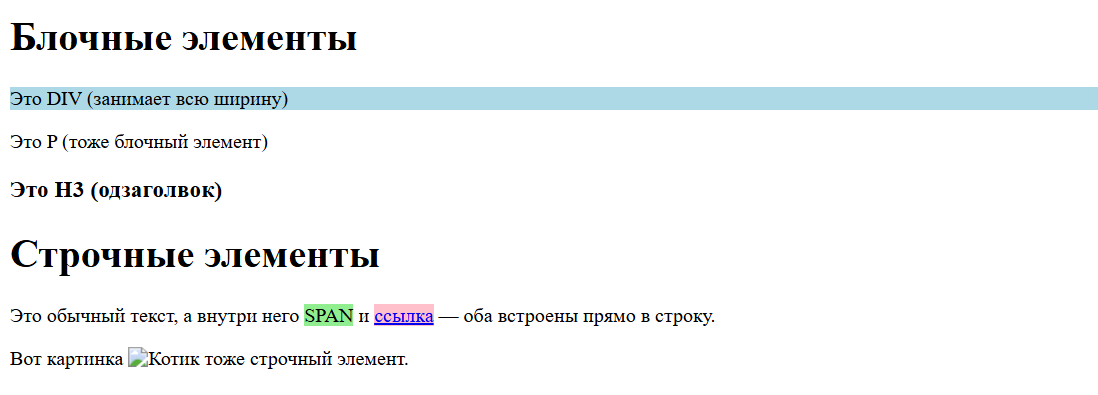 Блочные элементы
Это DIV (занимает всю ширину)
Это P (тоже блочный элемент)
Это H3 (одзаголвок)
Строчные элементы
Это обычный текст, а внутри него SPAN и ссылка — оба встроены прямо в строку.
Вот картинка Котик тоже строчный элемент.